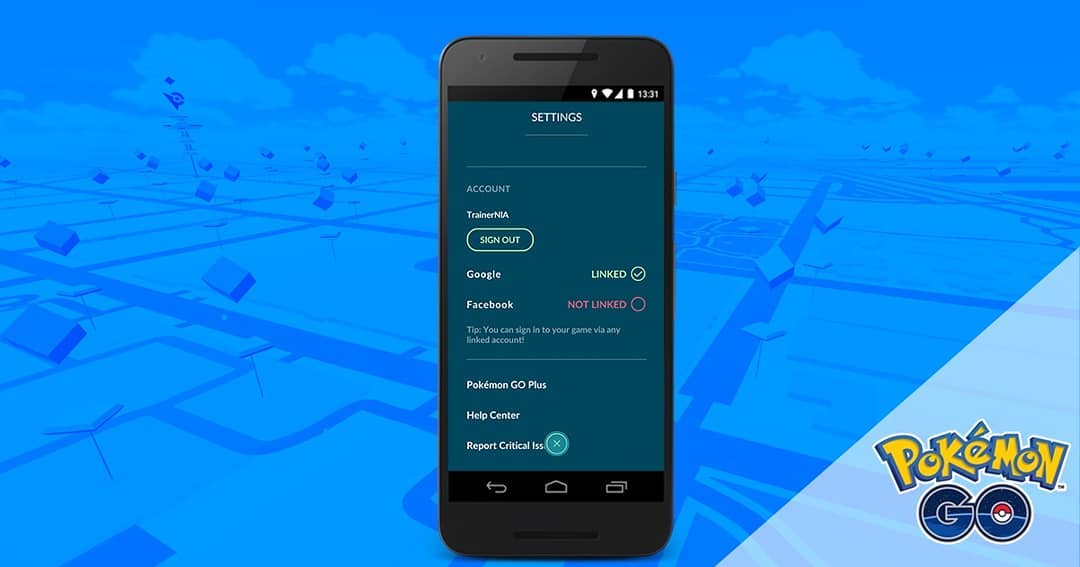 13:31
SETTINGS
ACCOUNT
TrainerNIA
SIGN OUT
Google LINKED
Facebook NOT LINKED
Tip: You can sign in to your game via any
linked account!
Pokémon GO Plus
Help Center
Report Critical Iss
POKéMON
TM
GO